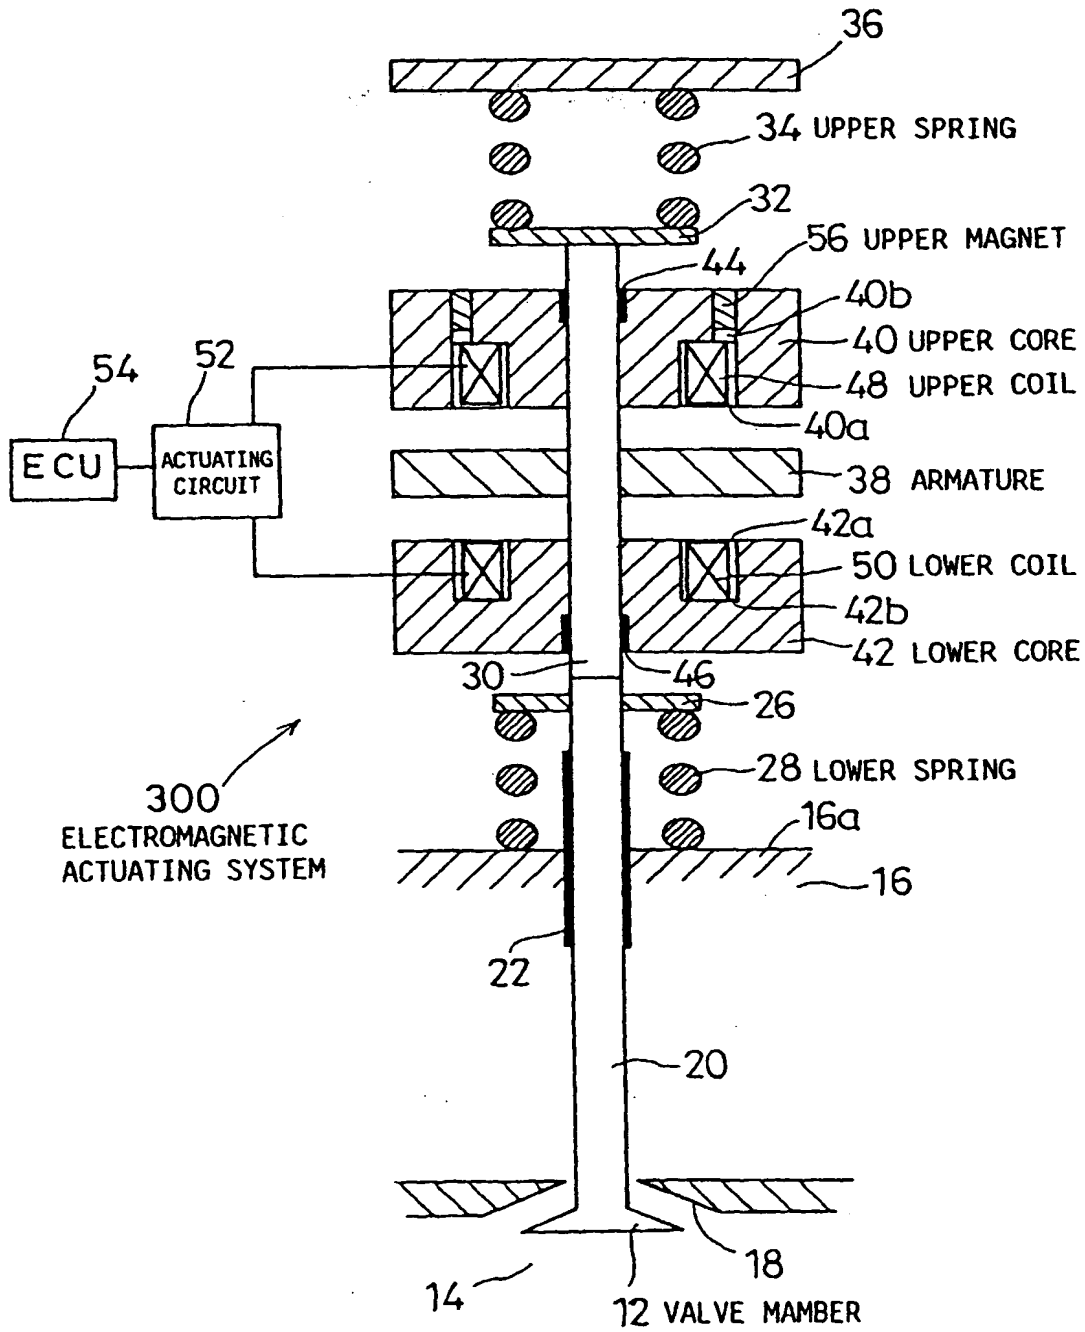 36
34 UPPER SPRING
32
56 UPPER MAGNET
44
40b
40 UPPER CORE
48 UPPER COIL
40a
54
52
ECU
ACTUATING
CIRCUIT
38 ARMATURE
42a
50 LOWER COIL
42b
42 LOWER CORE
30
46
26
28 LOWER SPRING
300
ELECTROMAGNETIC
ACTUATING SYSTEM
16a
16
22
20
18
14
12 VALVE MAMBER